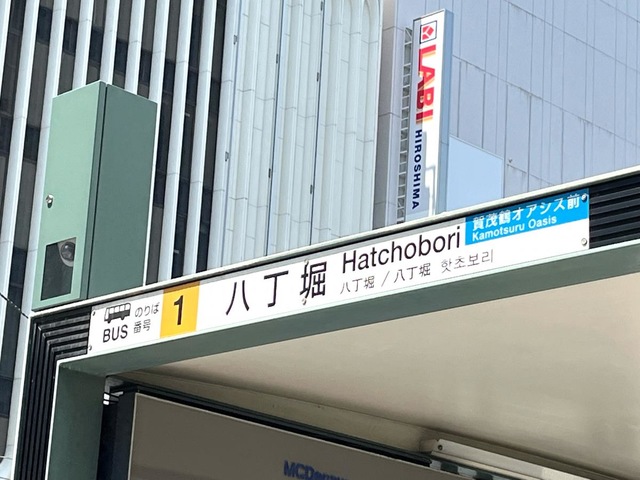 LABI HIROSHIMA
BUS のりば番号
1
八丁堀
Hatchobori
八丁堀 / 八丁堀 핫초보리
賀茂鶴オアシス前
Kamotsuru Oasis